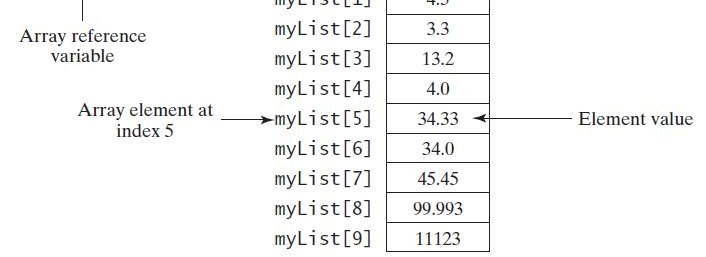 myList[2] 3.3
Array reference
variable
myList[3] 13.2
myList[4] 4.0
Array element at
index 5
myList[5] 34.33 Element value
myList[6] 34.0
myList[7] 45.45
myList[8] 99.993
myList[9] 11123